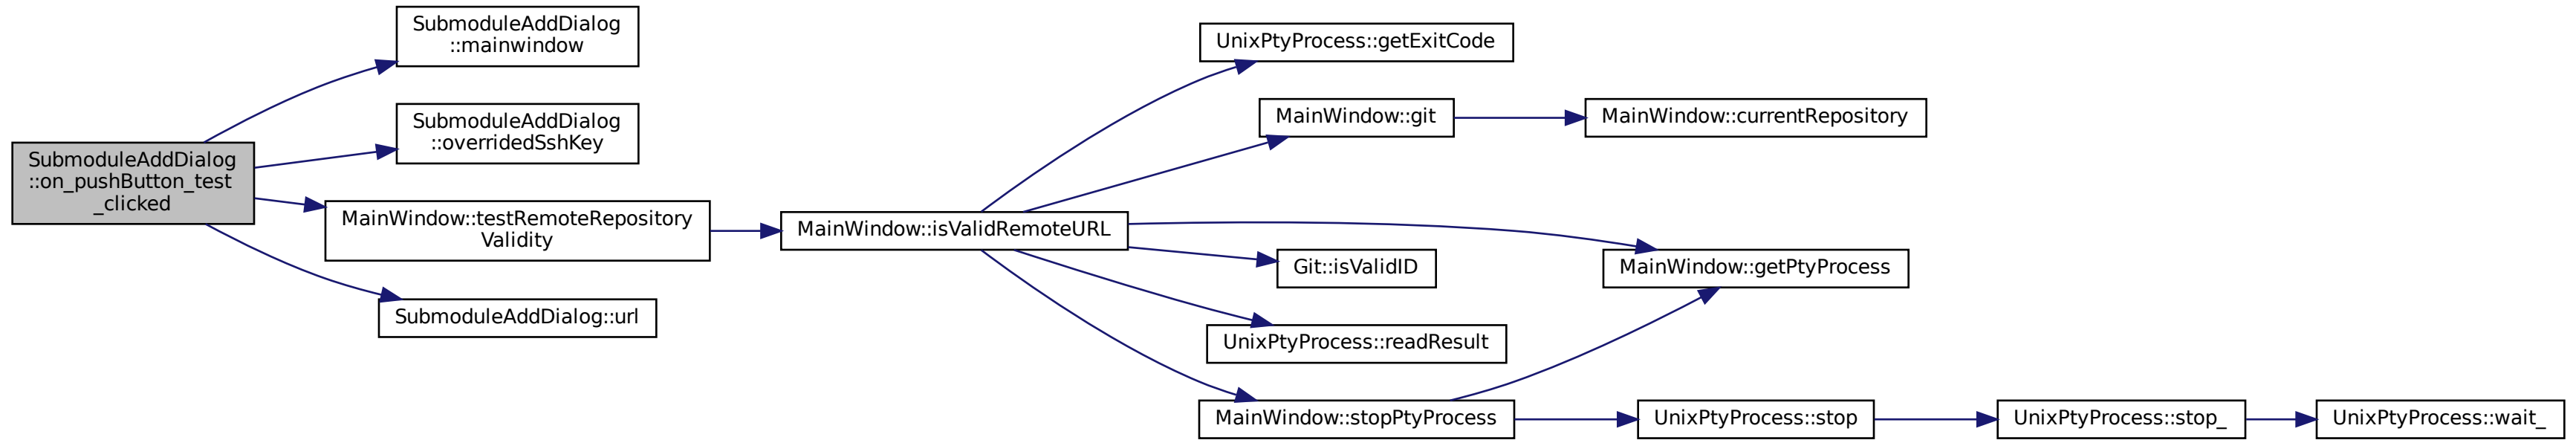 SubmoduleAddDialog
::on_pushButton_test
_clicked
SubmoduleAddDialog
::mainwindow
SubmoduleAddDialog
::overridedSshKey
MainWindow::testRemoteRepository
Validity
SubmoduleAddDialog::url
MainWindow::isValidRemoteURL
UnixPtyProcess::getExitCode
MainWindow::git
MainWindow::currentRepository
MainWindow::getPtyProcess
Git::isValidID
UnixPtyProcess::readResult
MainWindow::stopPtyProcess
UnixPtyProcess::stop
UnixPtyProcess::stop_
UnixPtyProcess::wait_